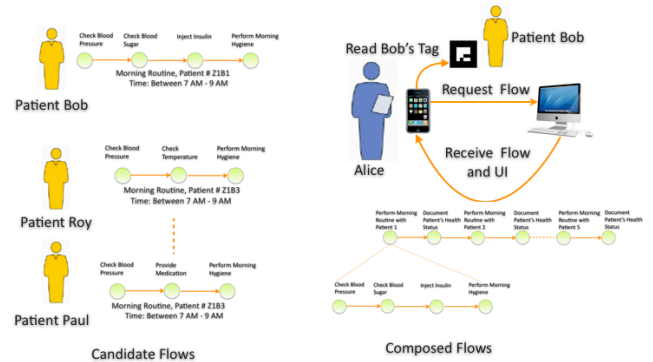 Check Blood
Pressure
Check Blood
Sugar
Inject Insulin
Perform Morning
Hygiene
Morning Routine, Patient # Z1B1
Time: Between 7 AM - 9 AM
Patient Bob
Check Blood
Pressure
Check
Temperature
Perform Morning
Hygiene
Morning Routine, Patient # Z1B3
Time: Between 7 AM - 9 AM
Patient Roy
Check Blood
Pressure
Provide
Medication
Perform Morning
Hygiene
Morning Routine, Patient # Z1B3
Time: Between 7 AM - 9 AM
Patient Paul
Candidate Flows
Read Bob's Tag
Patient Bob
Request Flow
Alice
Receive Flow
and UI
Perform Morning
Routine with
Patient 1
Document
Patient's Health
Status
Perform Morning
Routine with
Patient 2
Document
Patient's Health
Status
Perform Morning
Routine with
Patient 5
Document
Patient's Health
Status
Check Blood
Pressure
Check Blood
Sugar
Inject Insulin
Perform Morning
Hygiene
Composed Flows